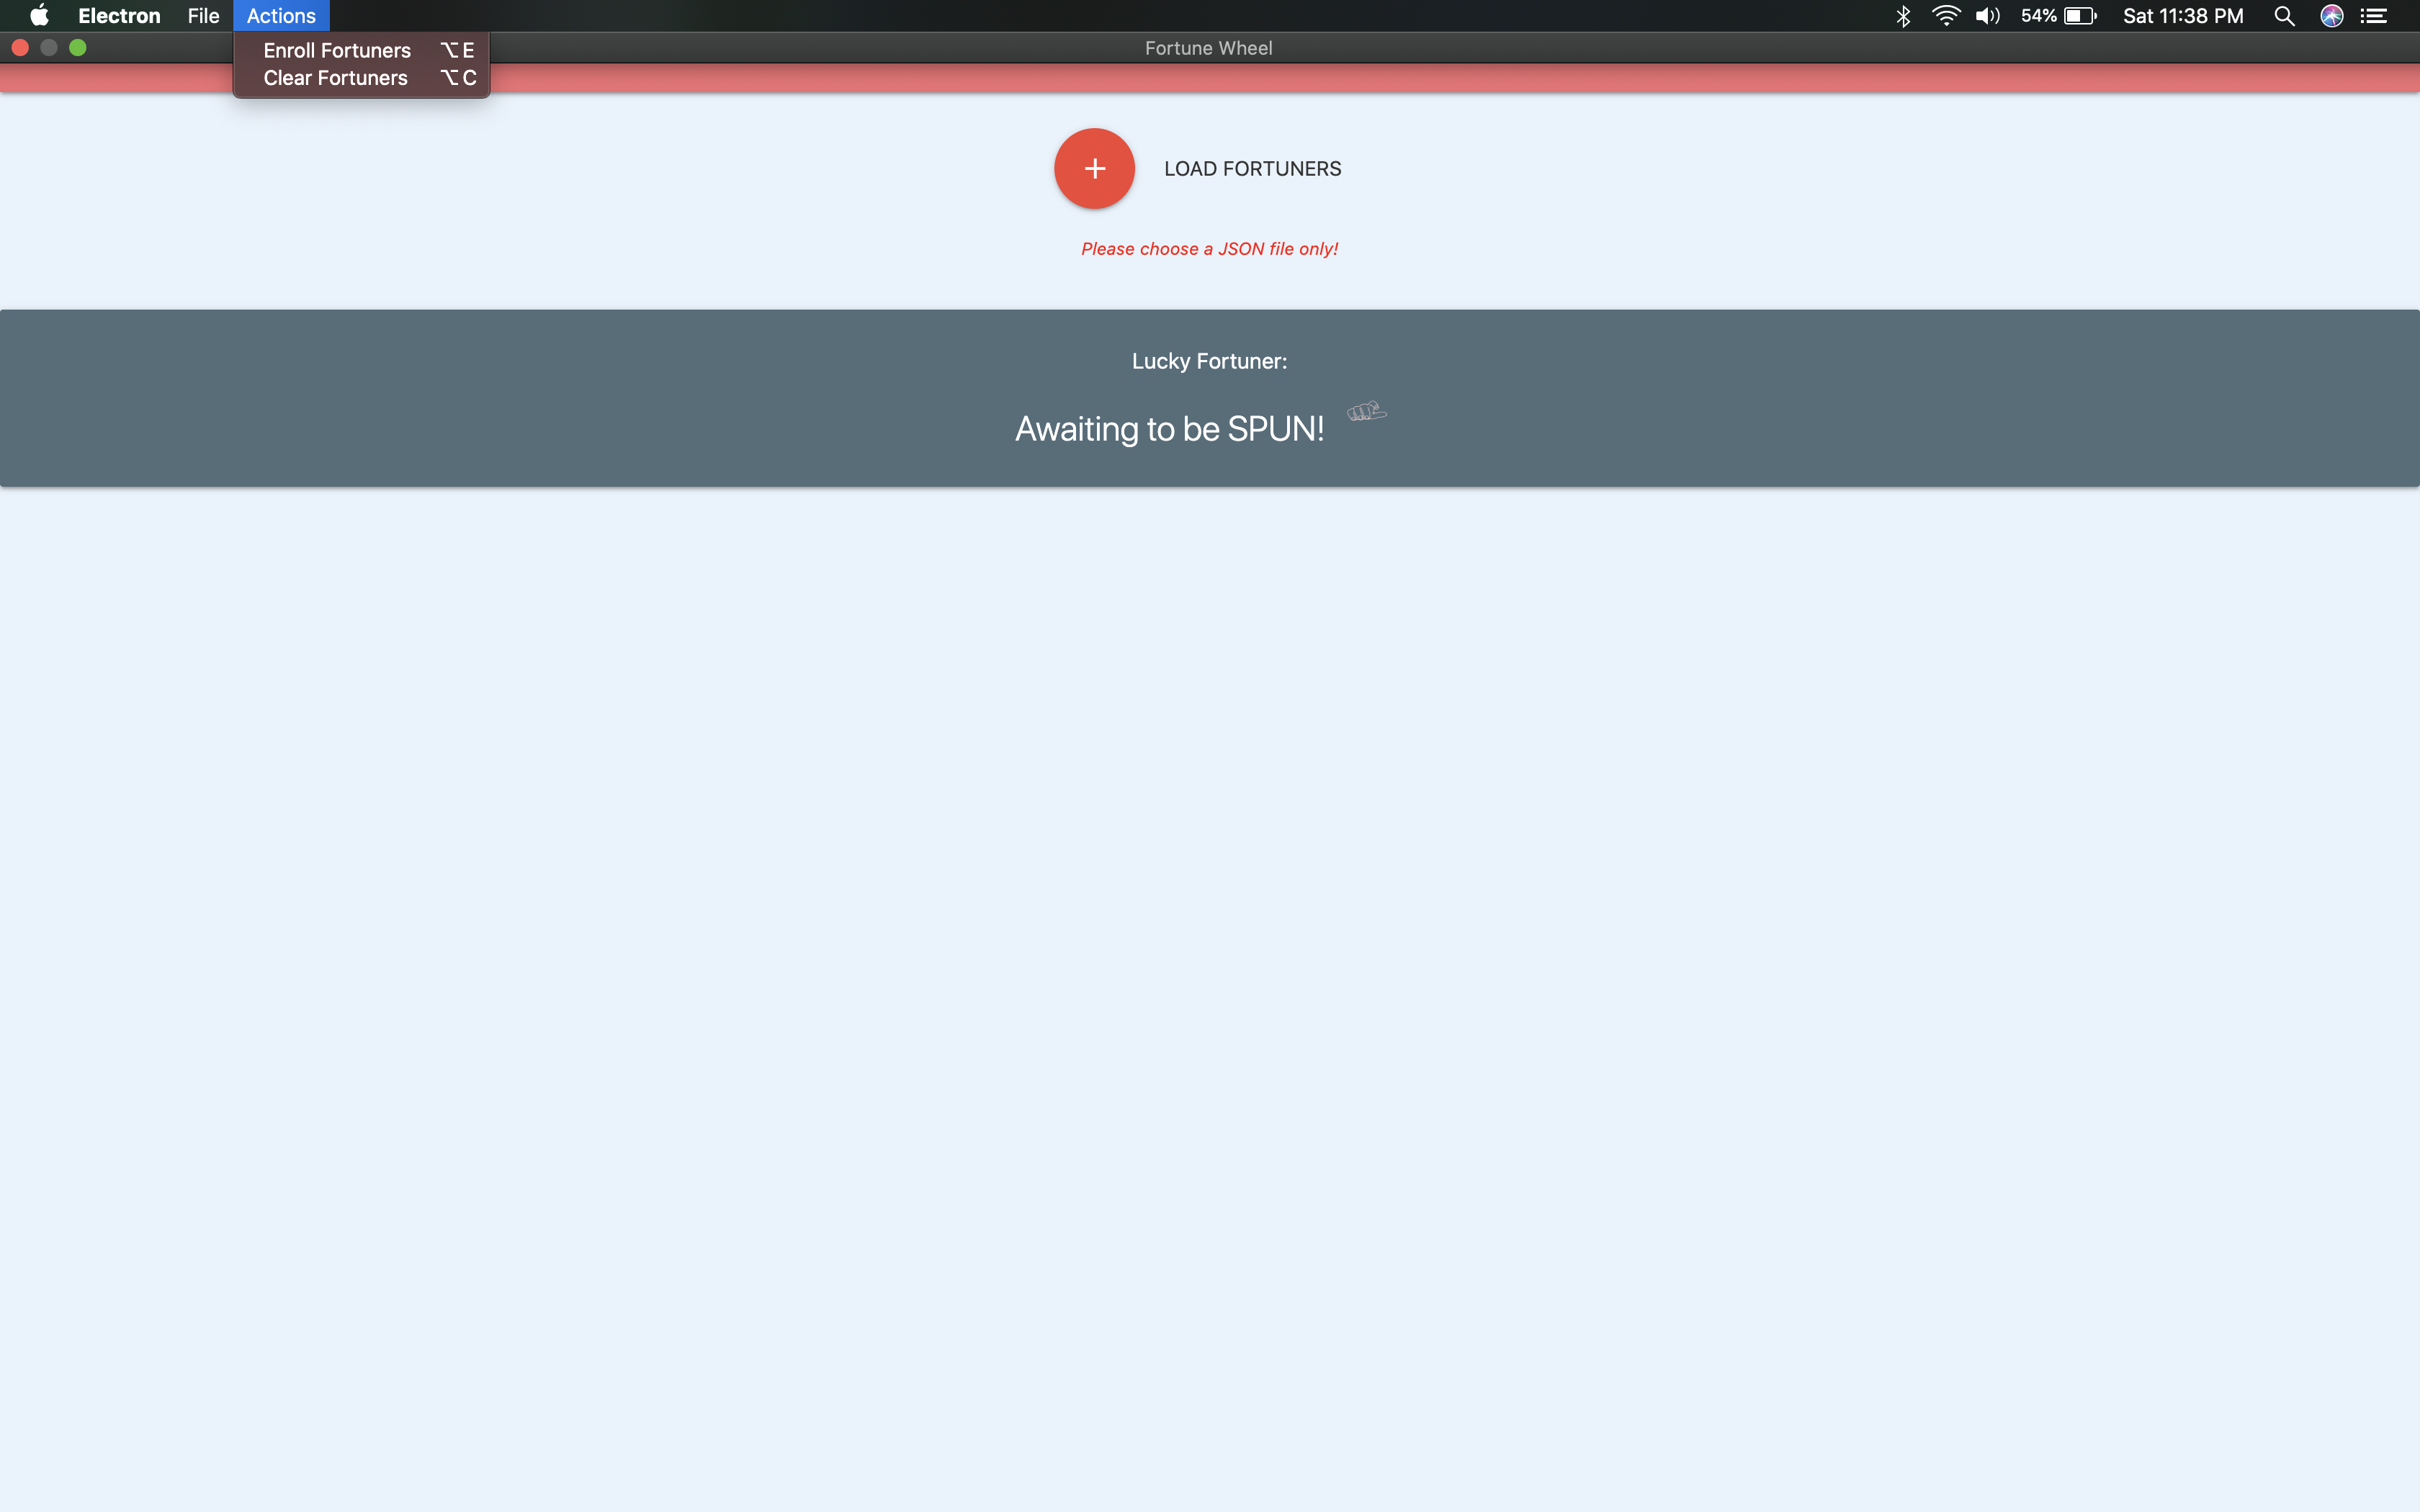 Electron File Actions 54% Sat 11:38 PM
Fortune Wheel
Enroll Fortuners ⌥E
Clear Fortuners ⌥C
LOAD FORTUNERS
Please choose a JSON file only!
Lucky Fortuner:
Awaiting to be SPUN!